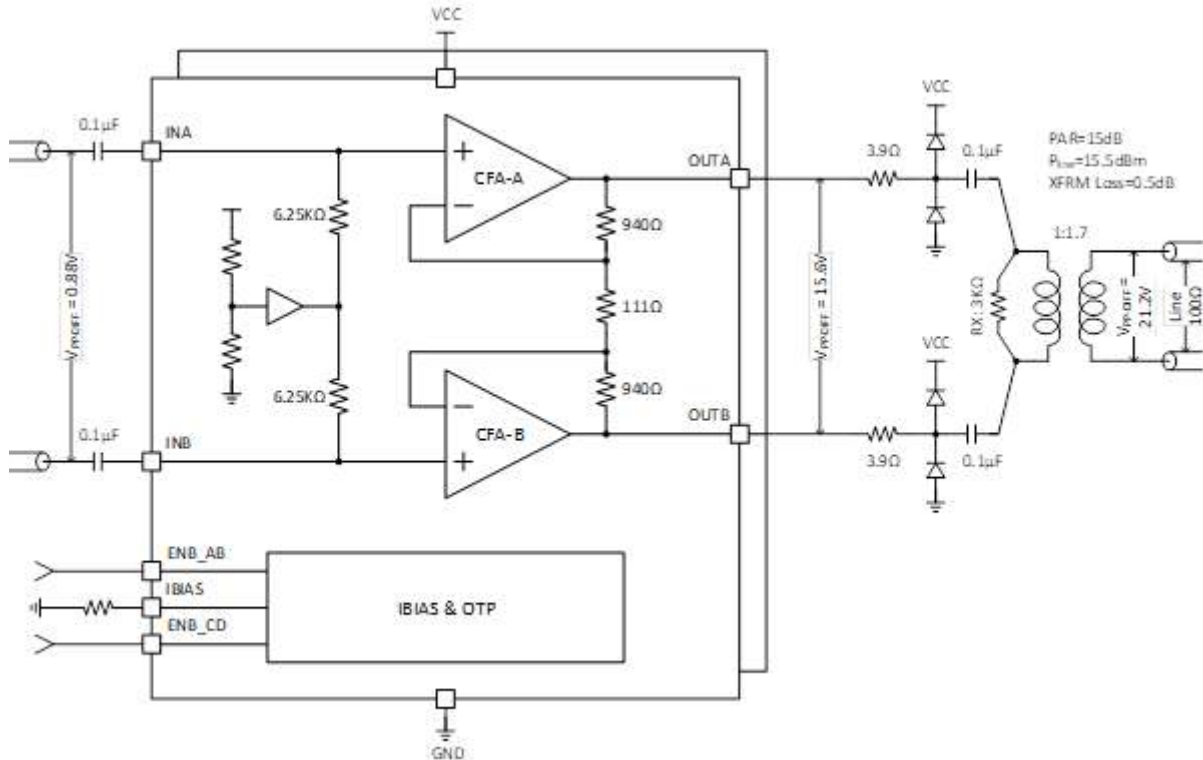 VCC
0.1µF
INA
6.25KΩ
VPPDIFF = 0.88V
6.25KΩ
0.1µF
INB
+
CFA-A
−
940Ω
111Ω
940Ω
−
CFA-B
+
OUTA
OUTB
VPPDIFF = 15.6V
VCC
3.9Ω
0.1µF
PAR=15dB
=15.5dBm
XFRM Loss=0.5dB
1:1.7
RX: 3KΩ
VPP-DIFF =
21.2V
Line
100Ω
VCC
3.9Ω
0.1µF
ENB_AB
IBIAS
ENB_CD
IBIAS & OTP
GND